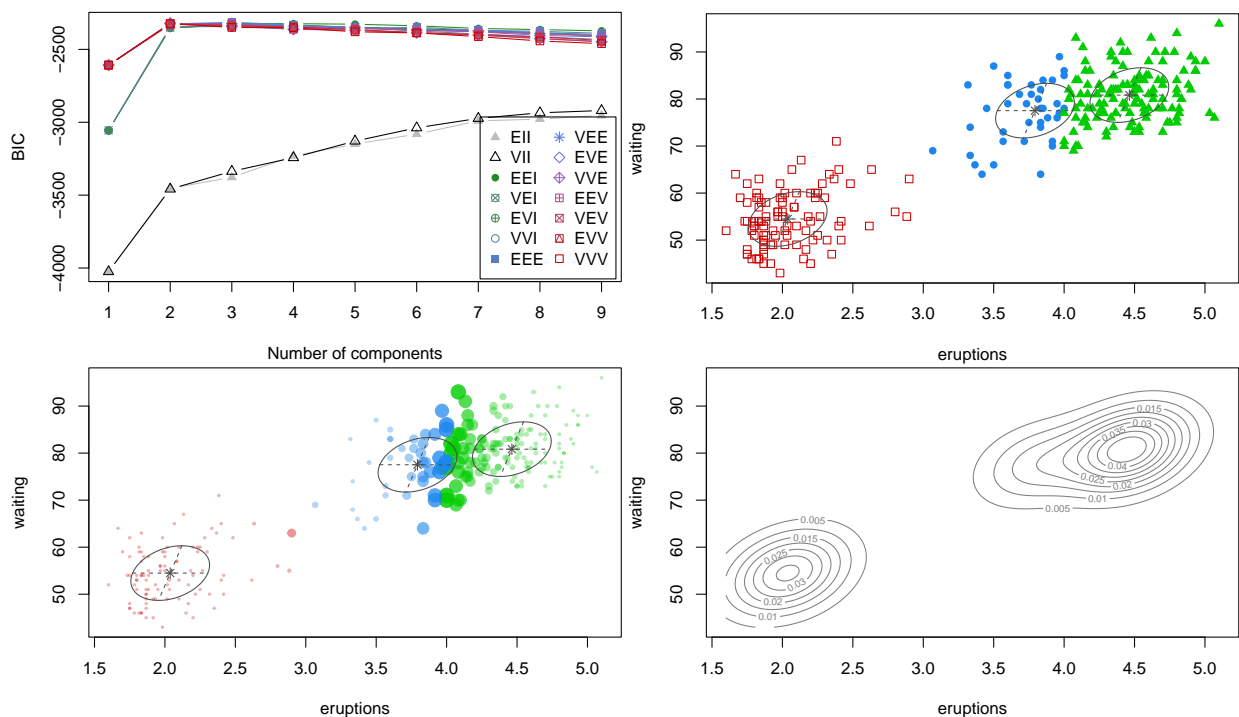 BIC
−2500
−3000
−3500
−4000
1 2 3 4 5 6 7 8 9
Number of components
EII VEE
VII EVE
EEI VVE
VEI EEV
EVI VEV
VVI EVV
EEE VVV
waiting
90
80
70
60
50
1.5 2.0 2.5 3.0 3.5 4.0 4.5 5.0
eruptions
waiting
90
80
70
60
50
1.5 2.0 2.5 3.0 3.5 4.0 4.5 5.0
eruptions
waiting
90
80
70
60
50
0.015
0.03
0.035
0.04
0.025
0.02
0.01
0.005
0.005
0.015
0.025
0.03
0.02
0.01
1.5 2.0 2.5 3.0 3.5 4.0 4.5 5.0
eruptions